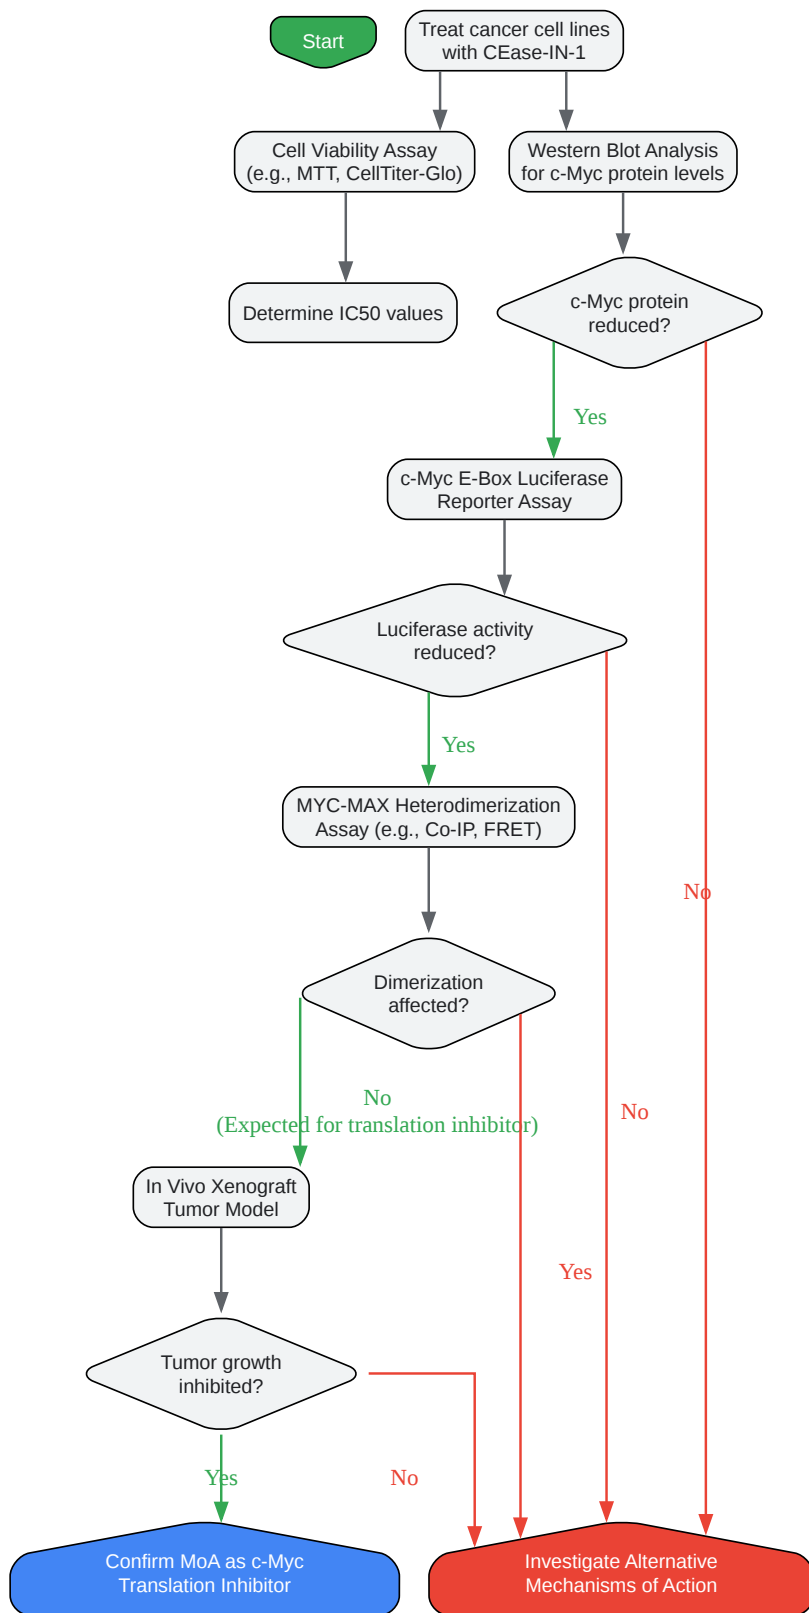 Start
Treat cancer cell lines
with CEase-IN-1
Cell Viability Assay
(e.g., MTT, CellTiter-Glo)
Western Blot Analysis
for c-Myc protein levels
Determine IC50 values
c-Myc protein
reduced?
Yes
c-Myc E-Box Luciferase
Reporter Assay
Luciferase activity
reduced?
Yes
MYC-MAX Heterodimerization
Assay (e.g., Co-IP, FRET)
No
Dimerization
affected?
No
(Expected for translation inhibitor)
No
In Vivo Xenograft
Tumor Model
Yes
Tumor growth
inhibited?
Yes
No
Confirm MoA as c-Myc
Translation Inhibitor
Investigate Alternative
Mechanisms of Action